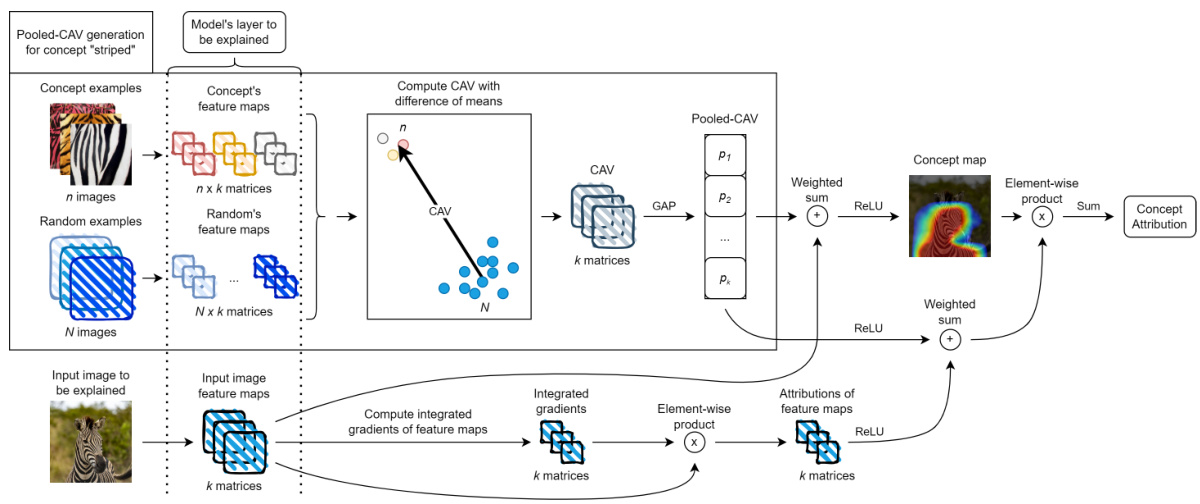 Pooled-CAV generation
for concept "striped"
Model's layer to
be explained
Concept examples
n images
Random examples
N images
Concept's
feature maps
n x k matrices
Random's
feature maps
...
N x k matrices
Compute CAV with
difference of means
n
CAV
N
CAV
k matrices
GAP
Pooled-CAV
p1
p2
...
pk
Weighted
sum
+
ReLU
Concept map
Element-wise
product
x
Sum
Concept
Attribution
ReLU
Weighted
sum
+
Input image to
be explained
Input image
feature maps
k matrices
Compute integrated
gradients of feature maps
Integrated
gradients
k matrices
Element-wise
product
x
Attributions of
feature maps
k matrices
ReLU